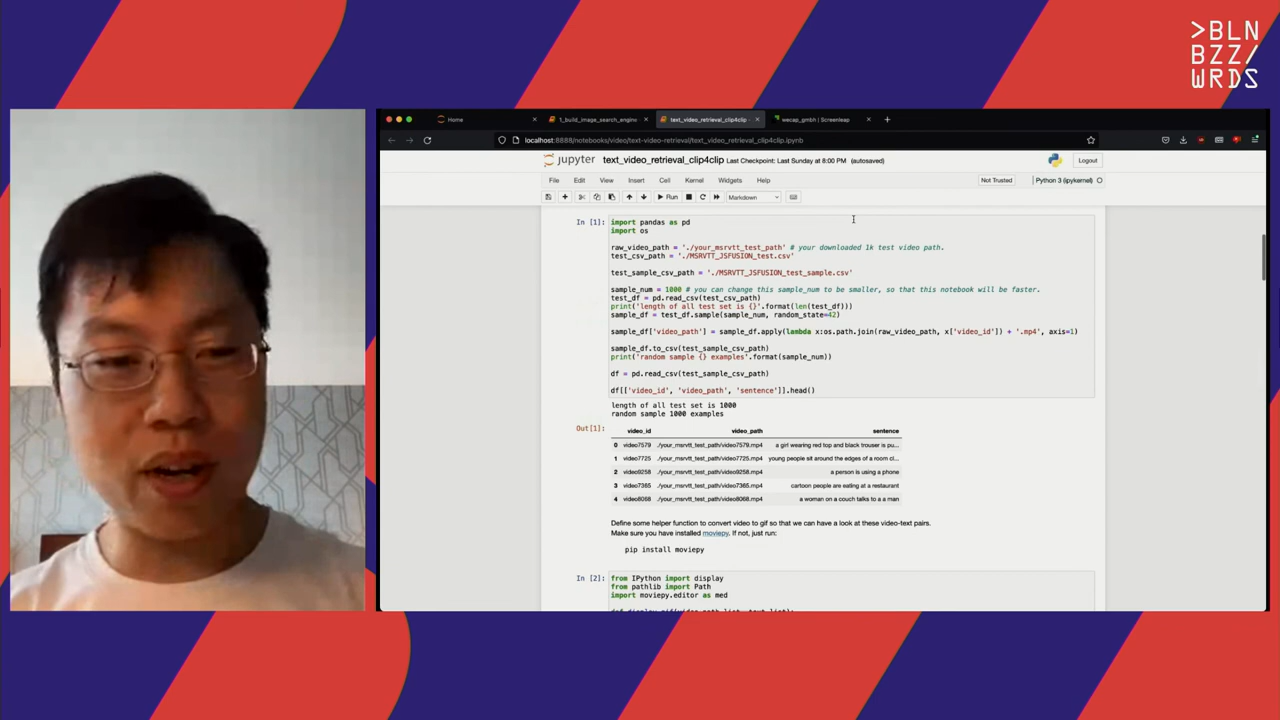 >BLN
BZZ/
WRDS
Home
1_build_image_search_engine.
text_video_retrieval_clip4clip -
wecap_gmbh | Screenleap
localhost:8888/notebooks/video/text-video-retrieval/text_video_retrieval_clip4clip.ipynb
jupyter text_video_retrieval_clip4clip Last Checkpoint: Last Sunday at 8:00 PM (autosaved)
Logout
File Edit View Insert Cell Kernel Widgets Help
Not Trusted
Python 3 (ipykernel)
Run
Markdown
In [1]: import pandas as pd
import os
raw_video_path = './your_msrvtt_test_path' # your downloaded 1k test video path.
test_csv_path = './MSRVTT_JSFUSION_test.csv'
test_sample_csv_path = './MSRVTT_JSFUSION_test_sample.csv'
sample_num = 1000 # you can change this sample_num to be smaller, so that this notebook will be faster.
test_df = pd.read_csv(test_csv_path)
print('length of all test set is {}'.format(len(test_df)))
sample_df = test_df.sample(sample_num, random_state=42)
sample_df['video_path'] = sample_df.apply(lambda x:os.path.join(raw_video_path, x['video_id']) + '.mp4', axis=1)
sample_df.to_csv(test_sample_csv_path)
print('random sample {} examples'.format(sample_num))
df = pd.read_csv(test_sample_csv_path)
df[['video_id', 'video_path', 'sentence']].head()
length of all test set is 1000
random sample 1000 examples
Out[1]:
video_id video_path sentence
0 video7579 ./your_msrvtt_test_path/video7579.mp4 a girl wearing red top and black trouser is pu...
1 video7725 ./your_msrvtt_test_path/video7725.mp4 young people sit around the edges of a room cl...
2 video9258 ./your_msrvtt_test_path/video9258.mp4 a person is using a phone
3 video7365 ./your_msrvtt_test_path/video7365.mp4 cartoon people are eating at a restaurant
4 video8068 ./your_msrvtt_test_path/video8068.mp4 a woman on a couch talks to a a man
Define some helper function to convert video to gif so that we can have a look at these video-text pairs.
Make sure you have installed moviepy. If not, just run:
pip install moviepy
In [2]: from IPython import display
from pathlib import Path
import moviepy.editor as med